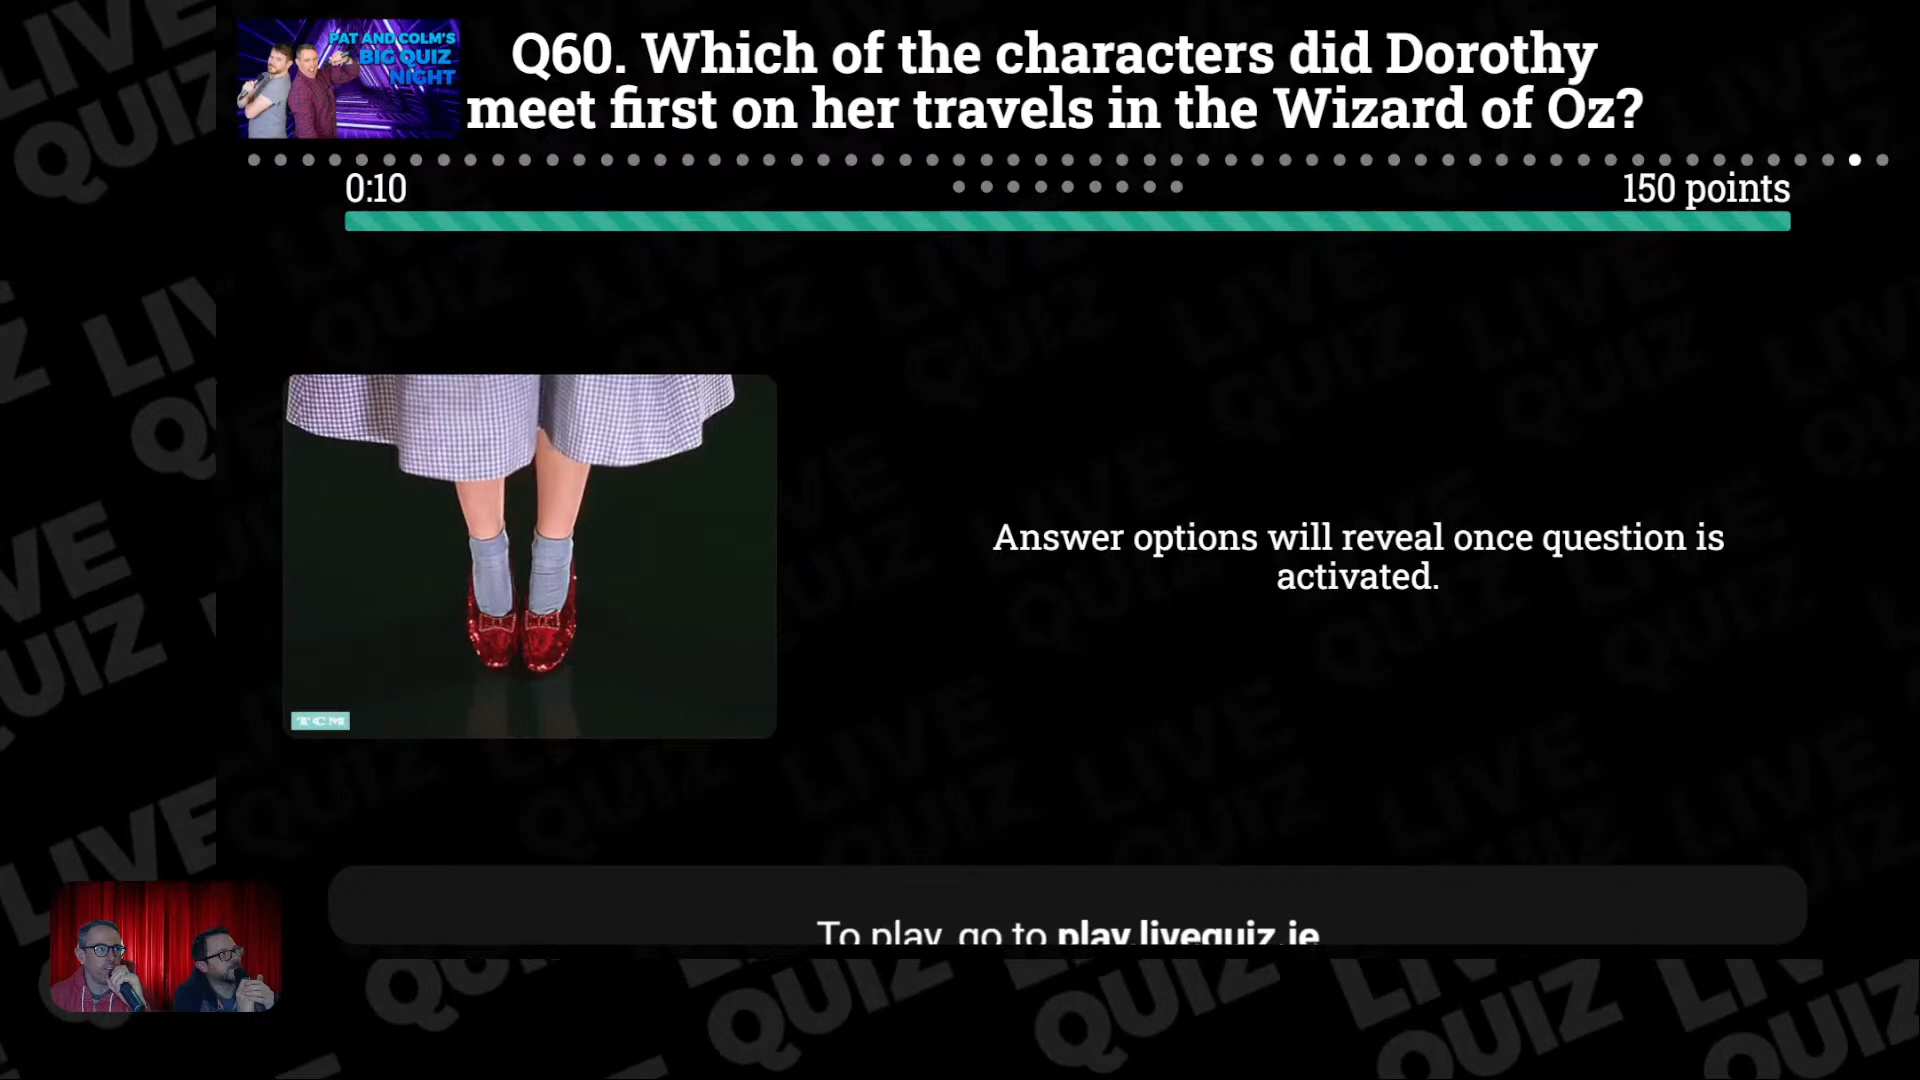 PAT AND COLM'S
BIG QUIZ
NIGHT
Q60. Which of the characters did Dorothy
meet first on her travels in the Wizard of Oz?
0:10
150 points
Answer options will reveal once question is
activated.
TCM
To play, go to play.livequiz.ie
LIVE
QUIZ